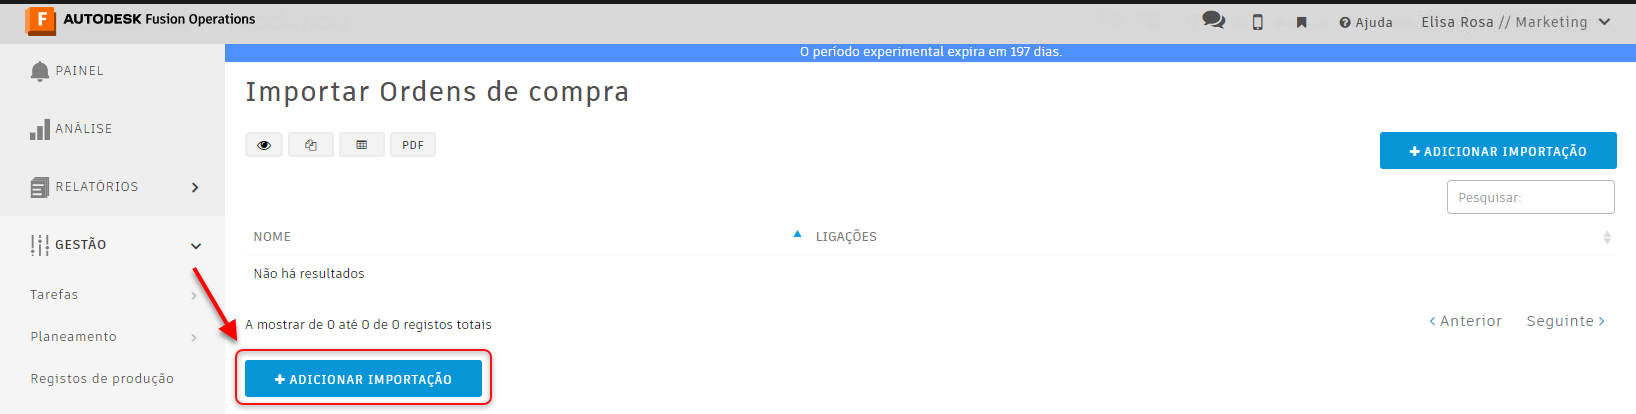 F AUTODESK Fusion Operations
Ajuda
Elisa Rosa // Marketing
O período experimental expira em 197 dias.
PAINEL
ANÁLISE
RELATÓRIOS
GESTÃO
Tarefas
Planeamento
Registos de produção
Importar Ordens de compra
PDF
+ ADICIONAR IMPORTAÇÃO
Pesquisar:
NOME
LIGAÇÕES
Não há resultados
A mostrar de 0 até 0 de 0 registos totais
‹ Anterior Seguinte ›
+ ADICIONAR IMPORTAÇÃO